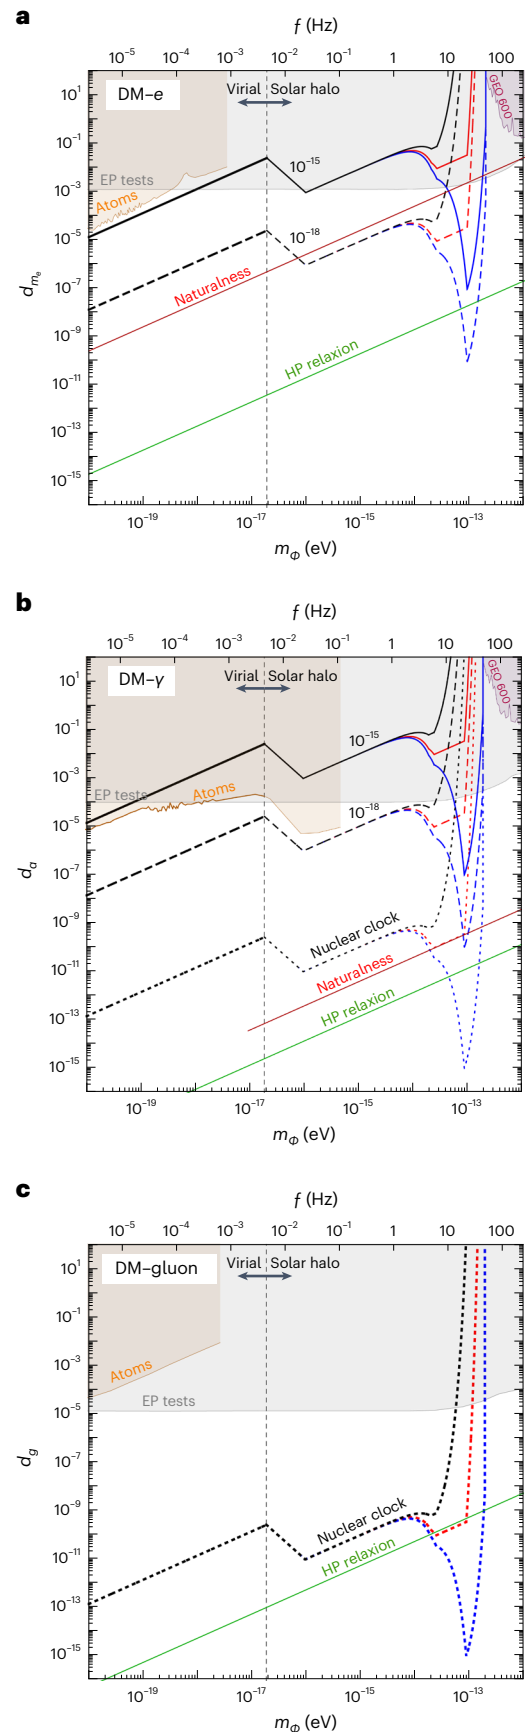 a
f (Hz)
10⁻⁵ 10⁻⁴ 10⁻³ 10⁻² 10⁻¹ 1 10 100
DM–e
Virial Solar halo
GEO 600
10¹
10⁻¹
10⁻³
10⁻⁵
10⁻⁷
10⁻⁹
10⁻¹¹
10⁻¹³
10⁻¹⁵
10⁻¹⁵
EP tests
Atoms
10⁻¹⁸
Naturalness
HP relaxion
d_{m_e}
10⁻¹⁹ 10⁻¹⁷ 10⁻¹⁵ 10⁻¹³
m_Φ (eV)
b
f (Hz)
10⁻⁵ 10⁻⁴ 10⁻³ 10⁻² 10⁻¹ 1 10 100
DM–γ
Virial Solar halo
GEO 600
10¹
10⁻¹
10⁻³
10⁻⁵
10⁻⁷
10⁻⁹
10⁻¹¹
10⁻¹³
10⁻¹⁵
10⁻¹⁵
EP tests
Atoms
10⁻¹⁸
Nuclear clock
Naturalness
HP relaxion
d_α
10⁻¹⁹ 10⁻¹⁷ 10⁻¹⁵ 10⁻¹³
m_Φ (eV)
c
f (Hz)
10⁻⁵ 10⁻⁴ 10⁻³ 10⁻² 10⁻¹ 1 10 100
DM–gluon
Virial Solar halo
10¹
10⁻¹
10⁻³
10⁻⁵
10⁻⁷
10⁻⁹
10⁻¹¹
10⁻¹³
10⁻¹⁵
Atoms
EP tests
Nuclear clock
HP relaxion
d_g
10⁻¹⁹ 10⁻¹⁷ 10⁻¹⁵ 10⁻¹³
m_Φ (eV)